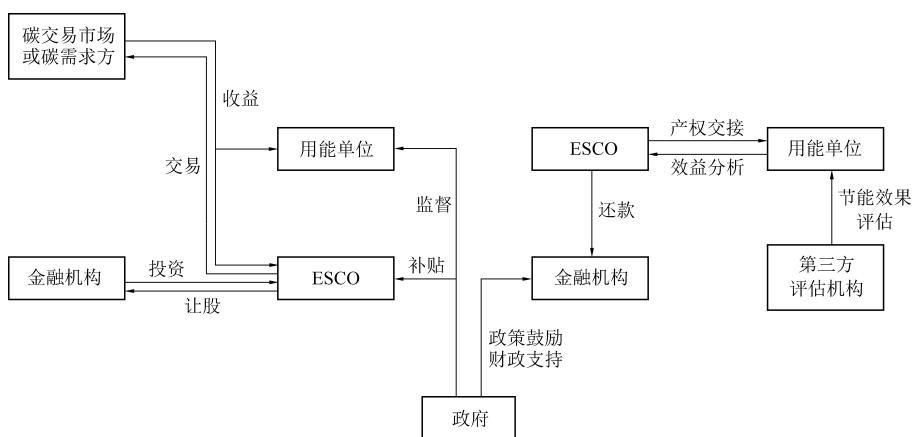 碳交易市场
或碳需求方
收益
交易
用能单位
监督
金融机构
投资
让股
ESCO
补贴
ESCO
产权交接
效益分析
用能单位
还款
节能效果
评估
金融机构
第三方
评估机构
政策鼓励
财政支持
政府